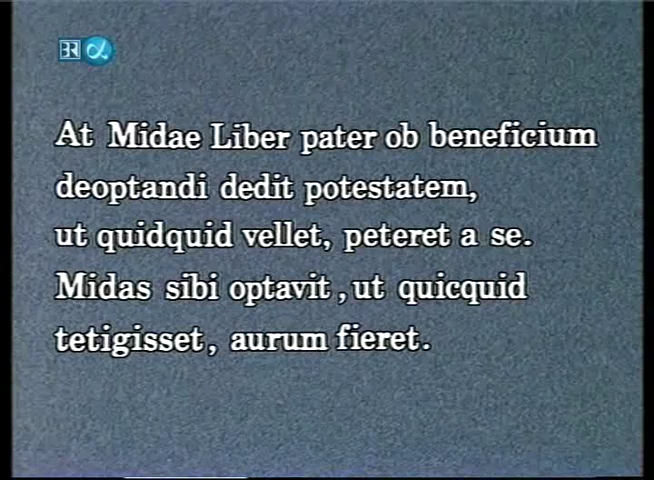 BR α
At Midae Liber pater ob beneficium
deoptandi dedit potestatem,
ut quidquid vellet, peteret a se.
Midas sibi optavit, ut quicquid
tetigisset, aurum fieret.